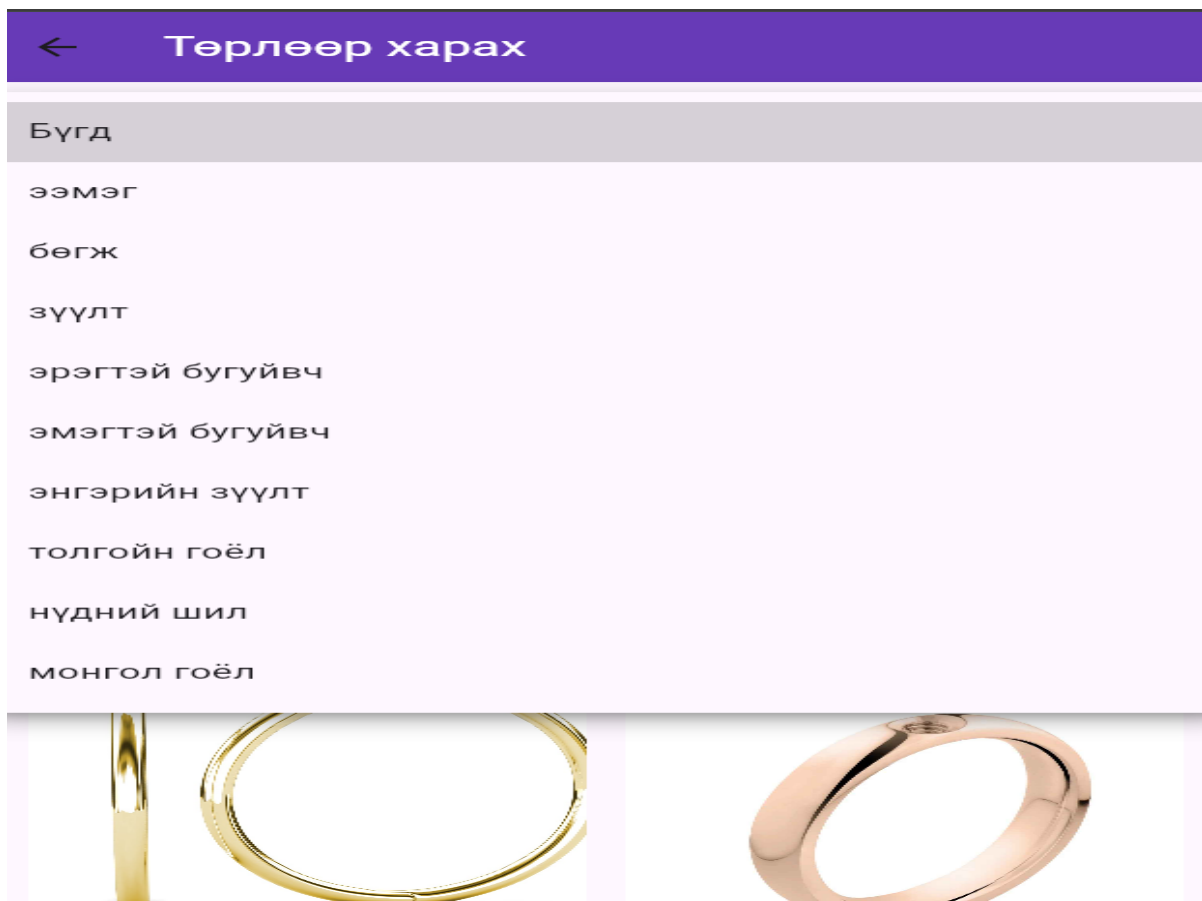 Төрлөөр харах
Бүгд
ээмэг
бөгж
зүүлт
эрэгтэй бугуйвч
эмэгтэй бугуйвч
энгэрийн зүүлт
толгойн гоёл
нүдний шил
монгол гоёл